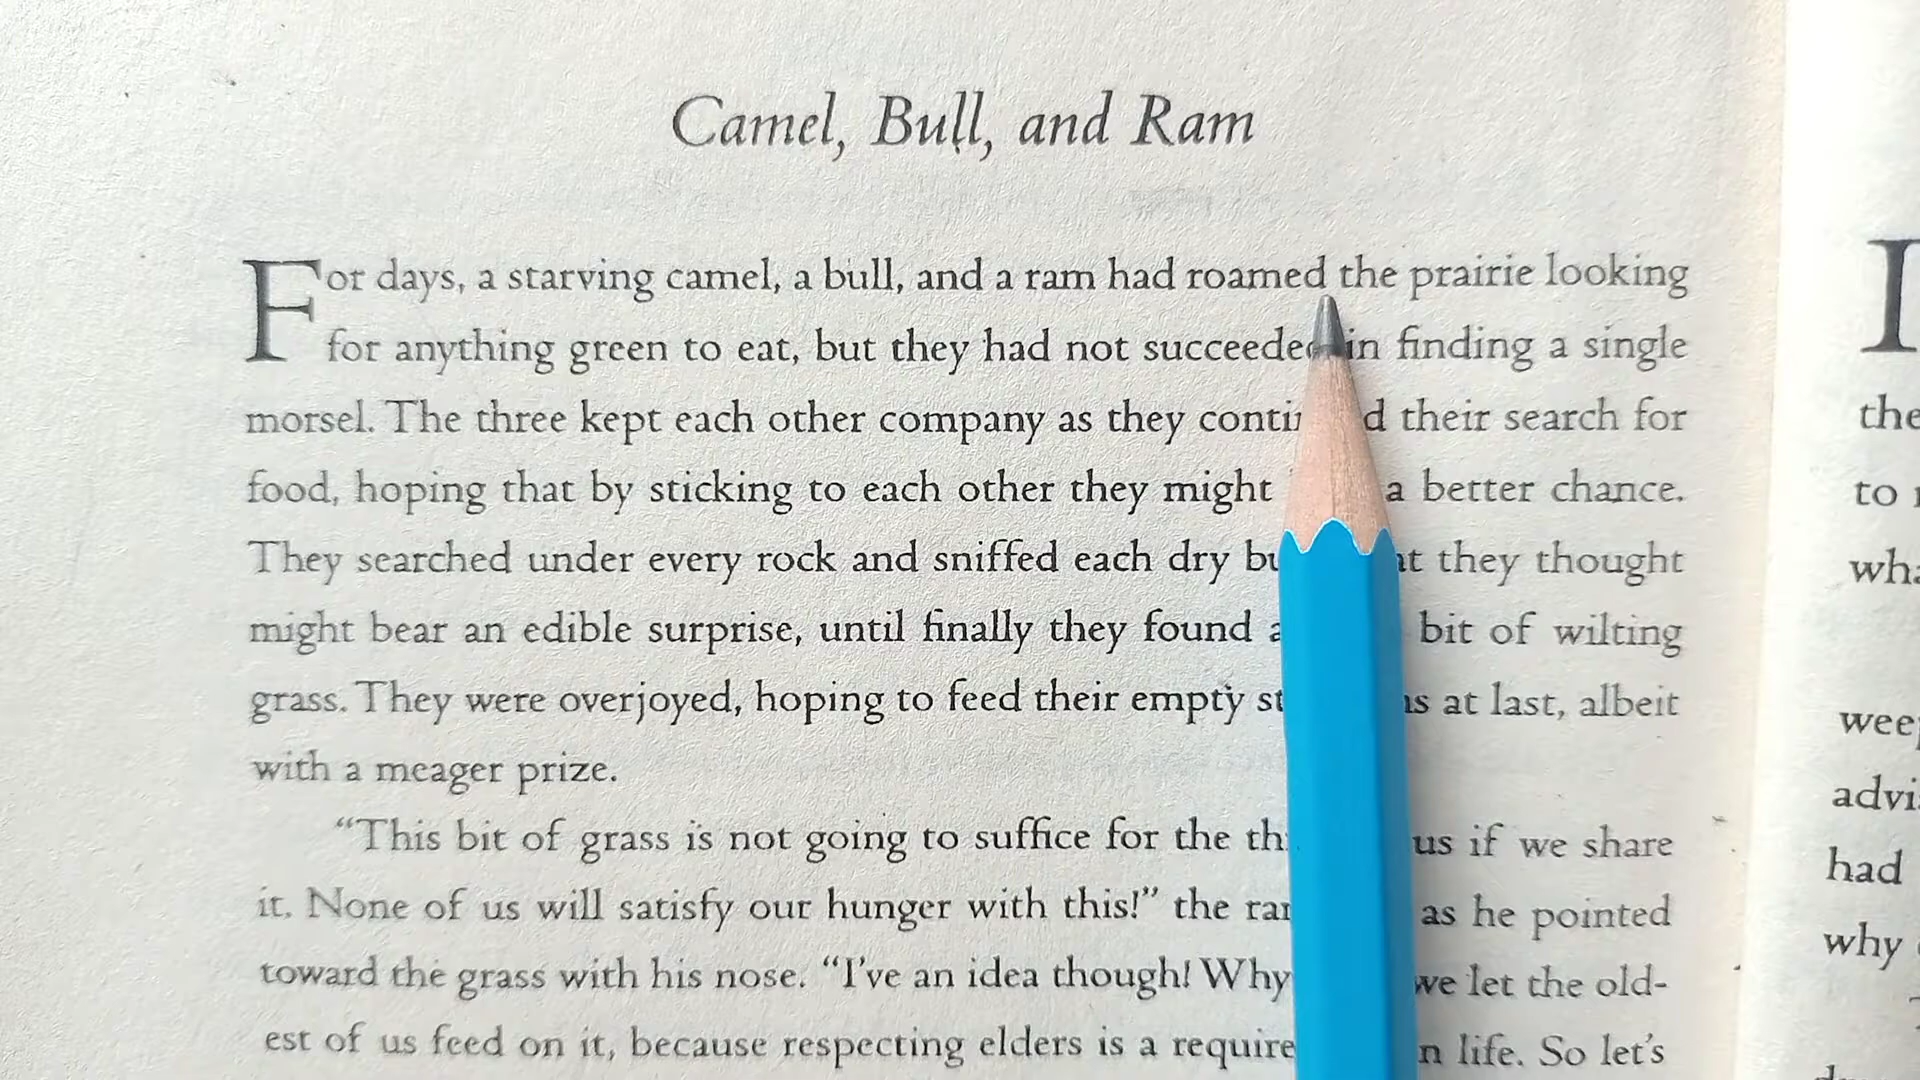 Camel, Bull, and Ram
For days, a starving camel, a bull, and a ram had roamed the prairie looking
for anything green to eat, but they had not succeeded in finding a single
morsel. The three kept each other company as they their search for
food, hoping that by sticking to each other they might a better chance.
They searched under every rock and sniffed each dry they thought
might bear an edible surprise, until finally they found bit of wilting
grass. They were overjoyed, hoping to feed their empty at last, albeit
with a meager prize.
“This bit of grass is not going to suffice for the us if we share
it. None of us will satisfy our hunger with this!” the as he pointed
toward the grass with his nose. “I’ve an idea though! Why we let the old-
est of us feed on it, because respecting elders is a life. So let’s
the
to
had
why